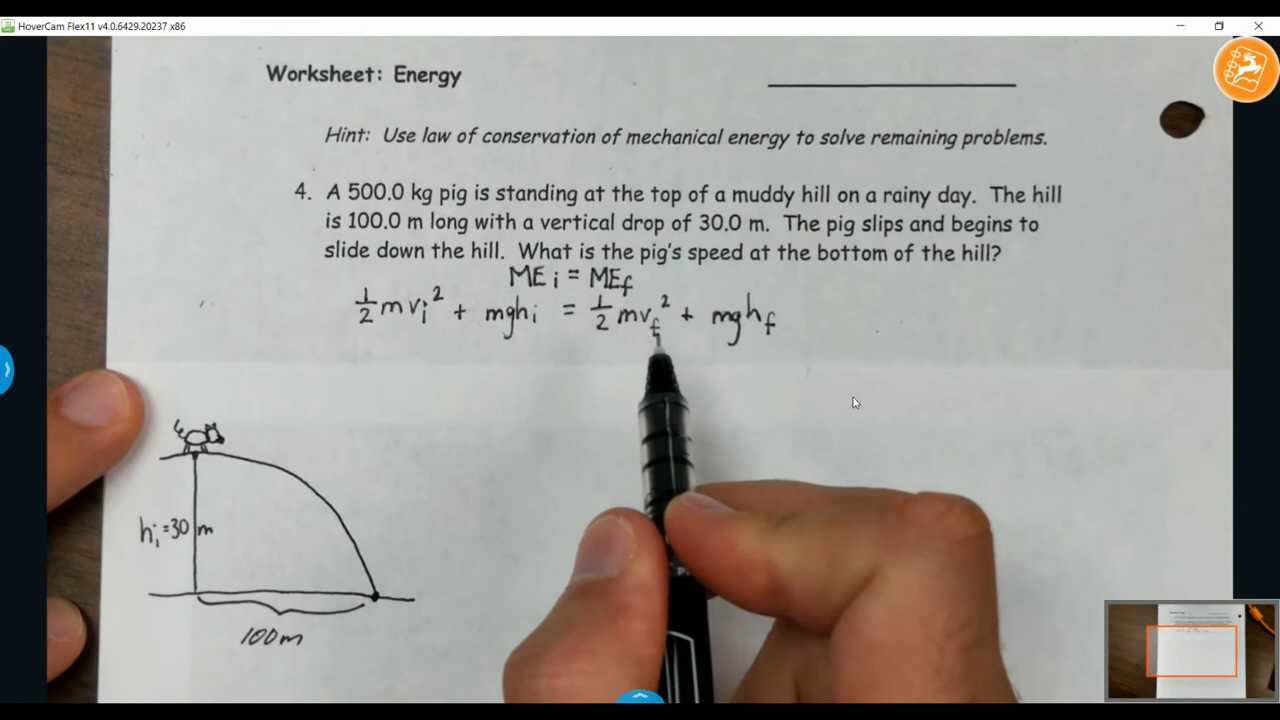 HoverCam Flex11 v4.0.6429.20237 x86
Worksheet: Energy
Hint: Use law of conservation of mechanical energy to solve remaining problems.
4. A 500.0 kg pig is standing at the top of a muddy hill on a rainy day. The hill
is 100.0 m long with a vertical drop of 30.0 m. The pig slips and begins to
slide down the hill. What is the pig's speed at the bottom of the hill?
MEi = MEf
1/2 mvi² + mghi = 1/2 mvf² + mghf
hi = 30 m
100m